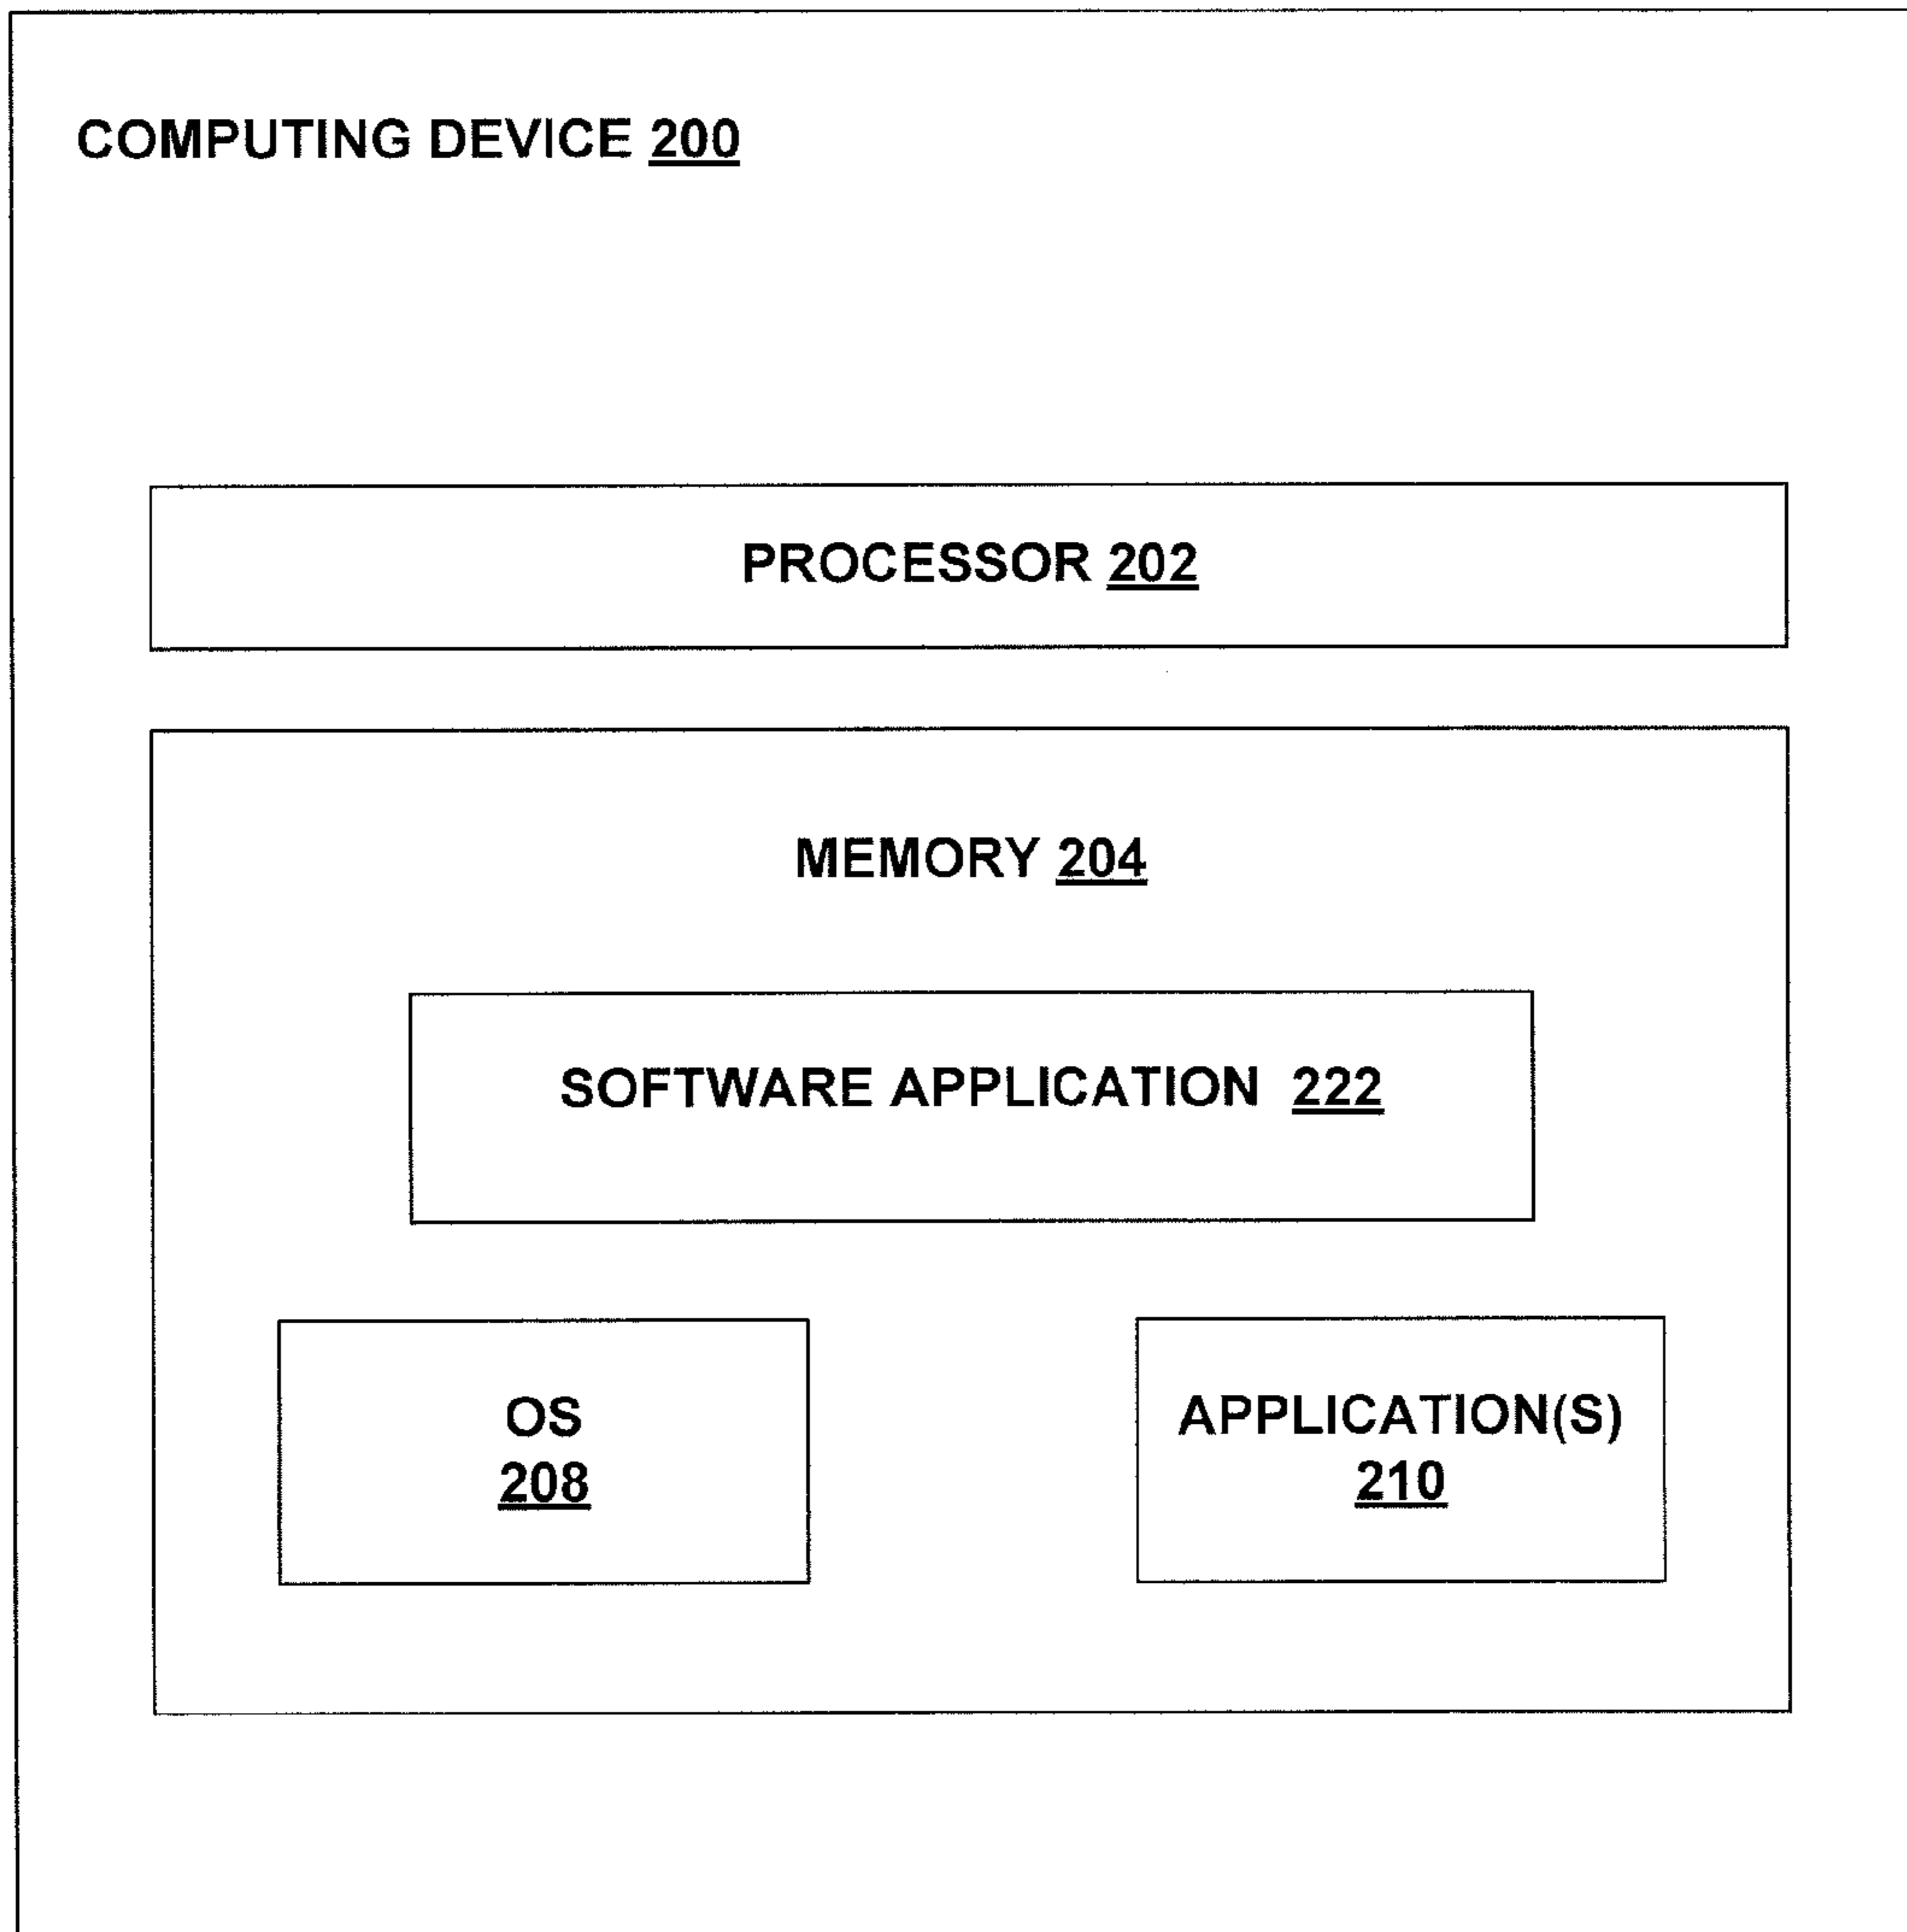 COMPUTING DEVICE 200
PROCESSOR 202
MEMORY 204
SOFTWARE APPLICATION 222
OS
208
APPLICATION(S)
210